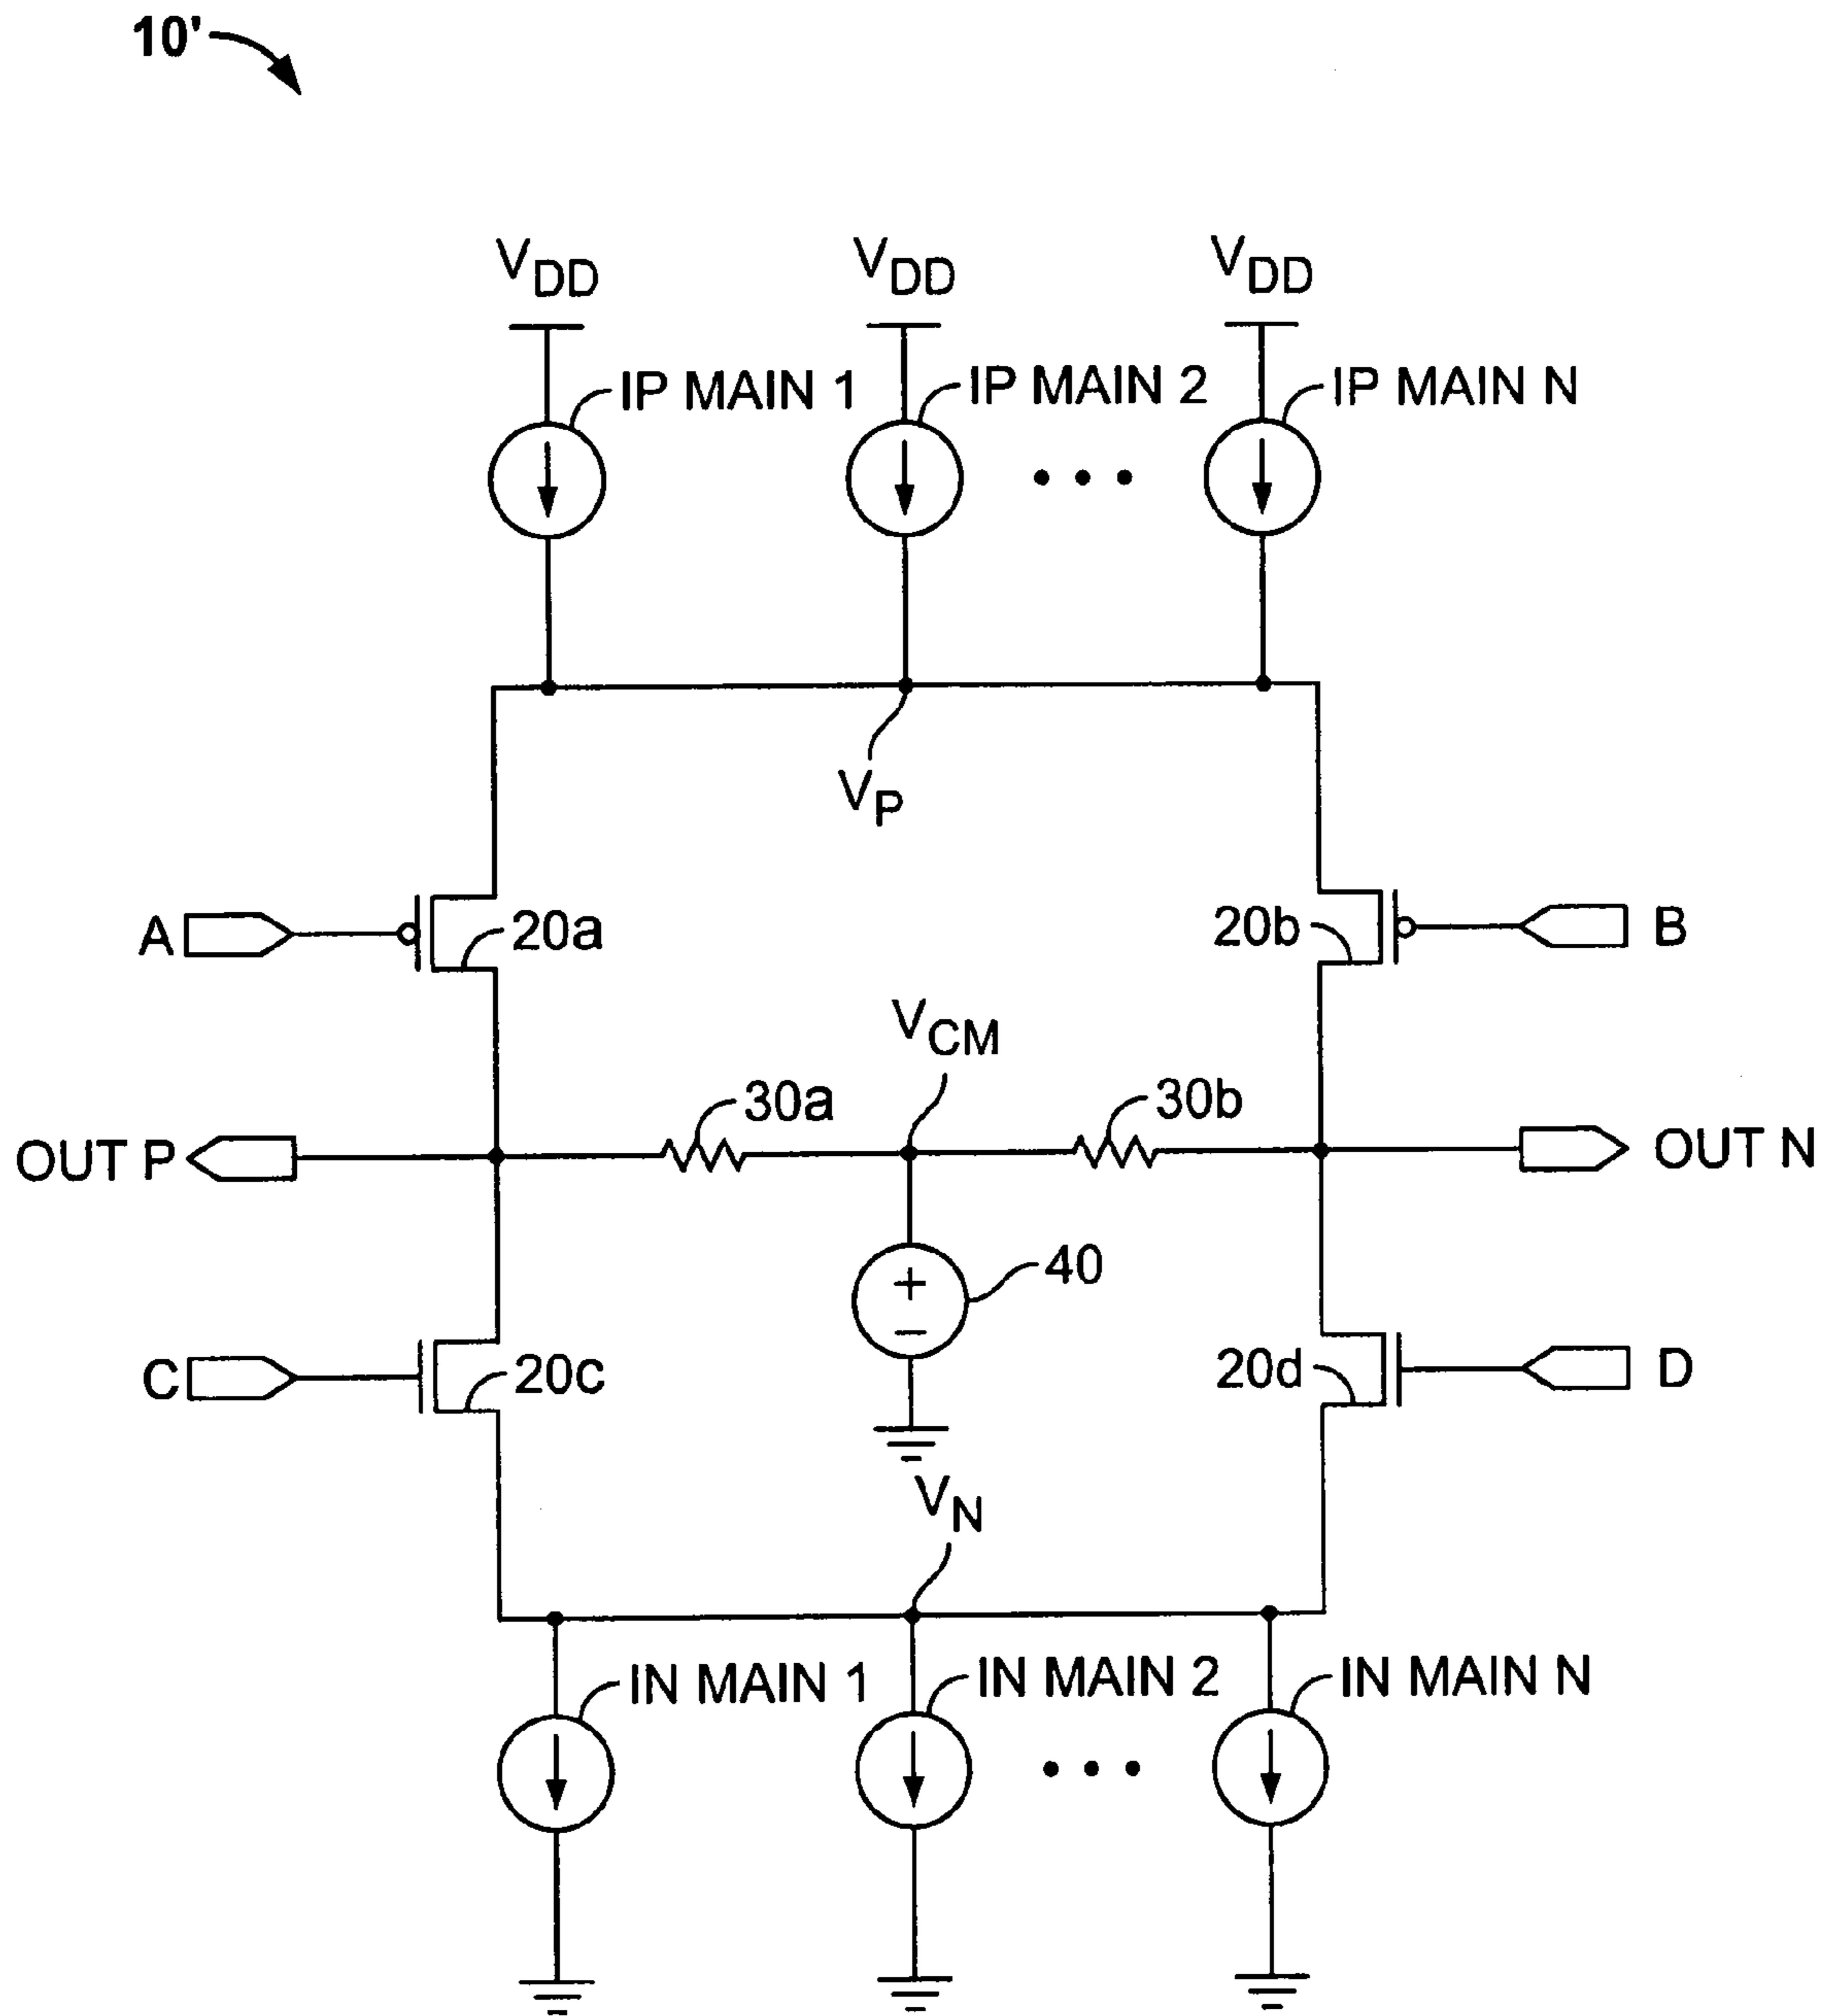 10'
VDD VDD VDD
IP MAIN 1 IP MAIN 2 IP MAIN N
VP
A 20a 20b B
VCM
30a 30b
OUT P OUT N
40
C 20c 20d D
VN
IN MAIN 1 IN MAIN 2 IN MAIN N